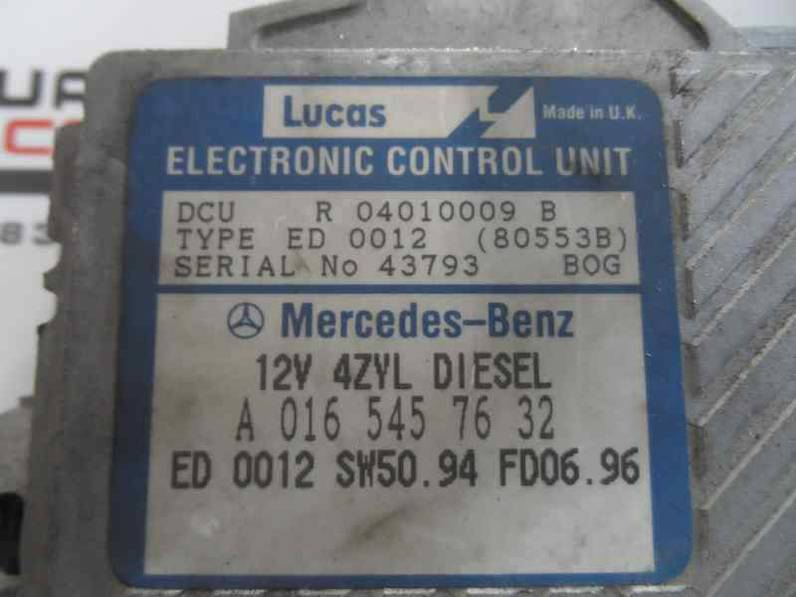 Lucas
Made in U.K.
ELECTRONIC CONTROL UNIT
DCU R 04010009 B
TYPE ED 0012 (80553B)
SERIAL No 43793 BOG
Mercedes-Benz
12V 4ZYL DIESEL
A 016 545 76 32
ED 0012 SW50.94 FD06.96